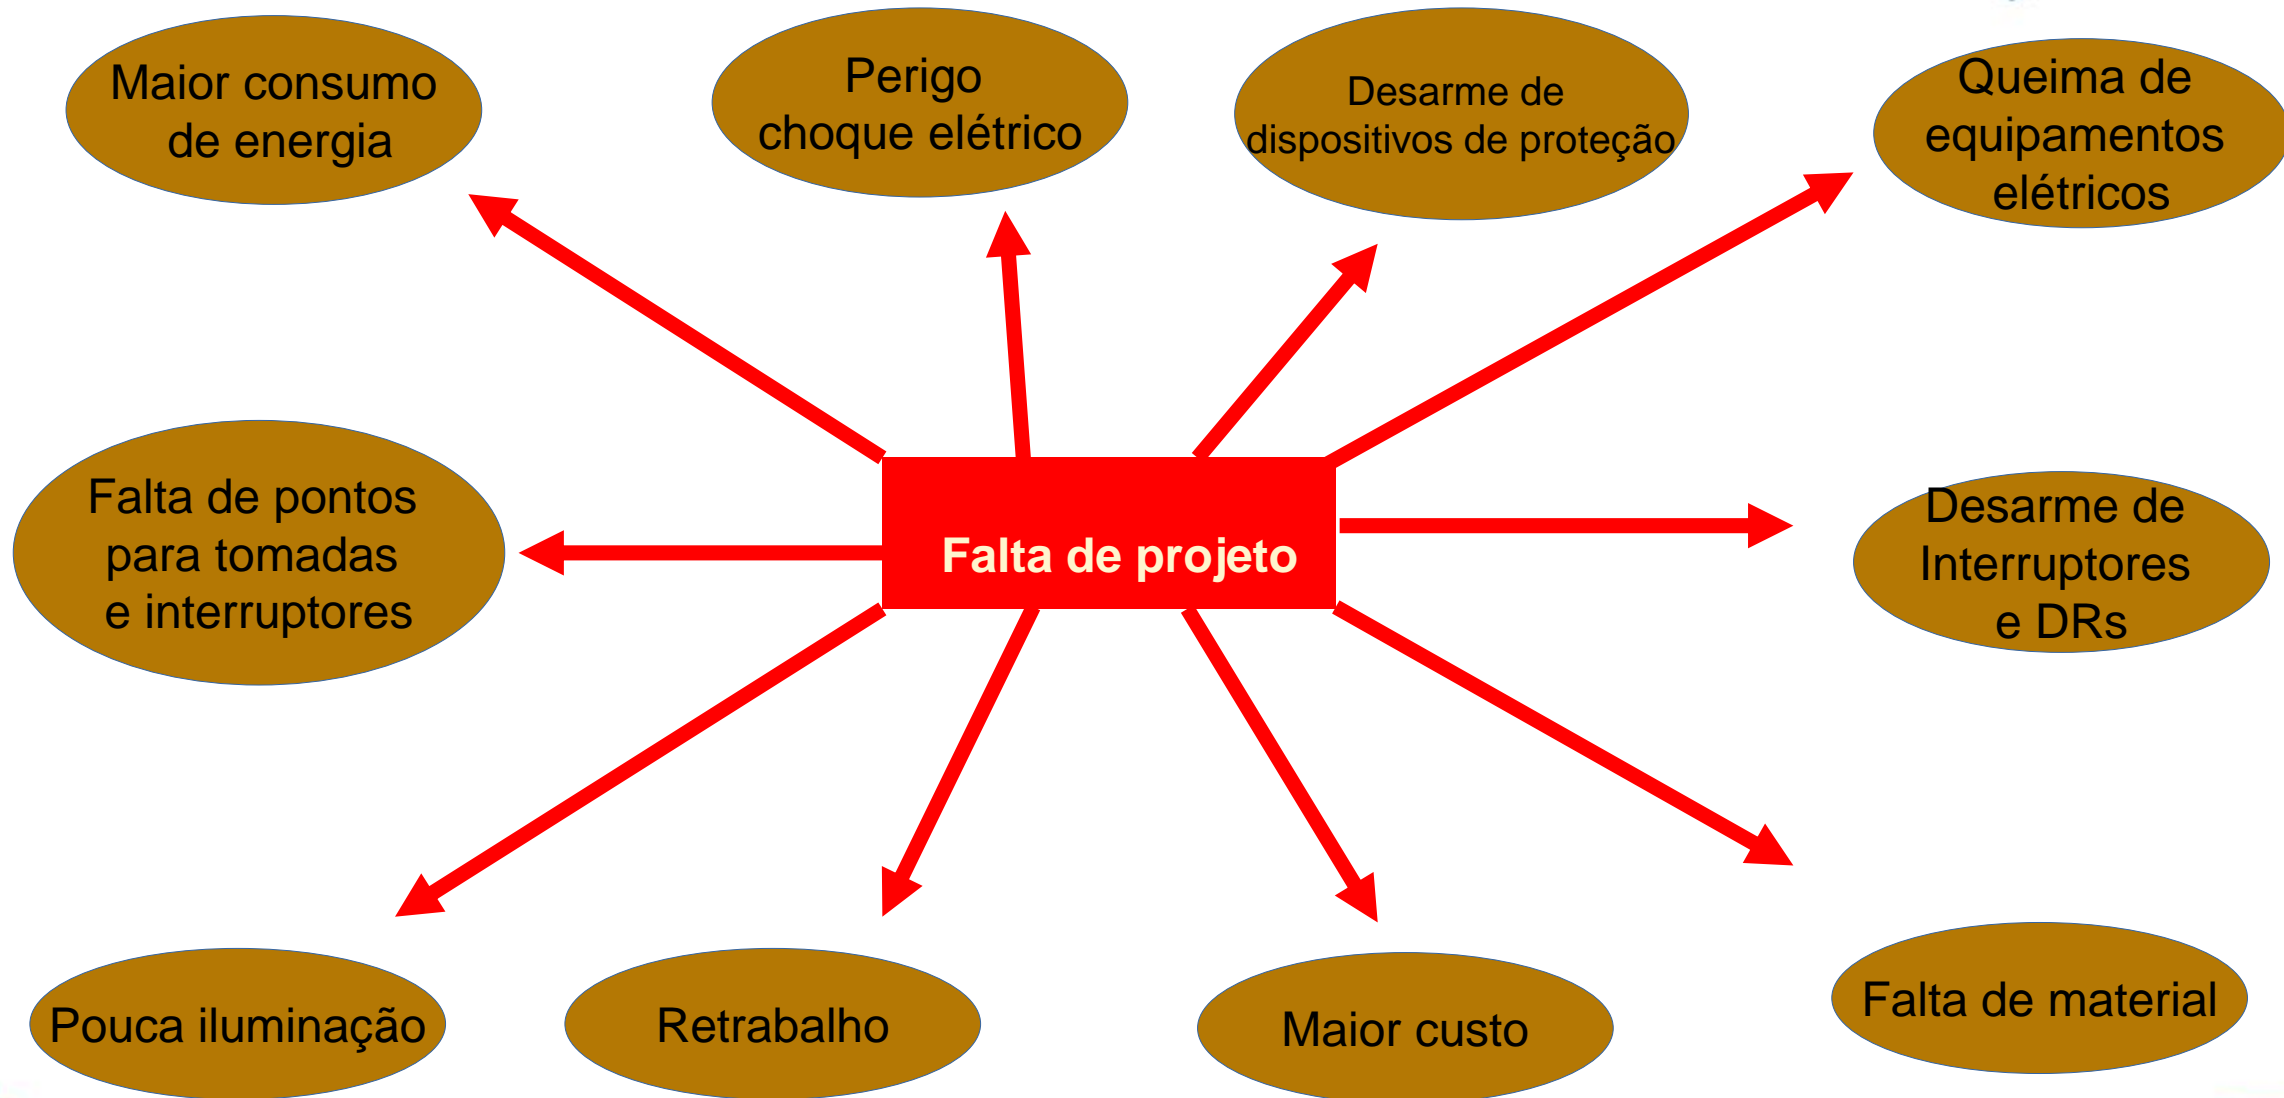 Maior consumo
de energia
Perigo
choque elétrico
Desarme de
dispositivos de proteção
Queima de
equipamentos
elétricos
Falta de pontos
para tomadas
e interruptores
Falta de projeto
Desarme de
Interruptores
e DRs
Pouca iluminação
Retrabalho
Maior custo
Falta de material